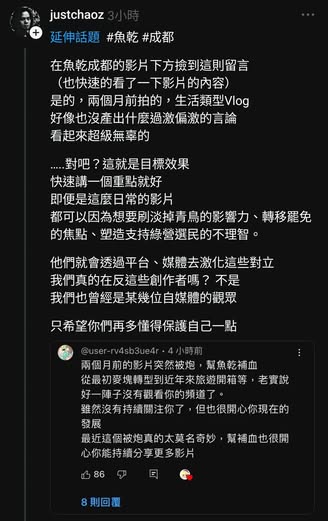 justchaoz 3小時
延伸話題 #魚乾 #成都
在魚乾成都的影片下方撿到這則留言
（也快速的看了一下影片的內容）
是的，兩個月前拍的，生活類型Vlog
好像也沒產出什麼過激偏激的言論
看起來超級無辜的
.....對吧？這就是目標效果
快速講一個重點就好
即便是這麼日常的影片
都可以因為想要刷淡掉青鳥的影響力、轉移罷免
的焦點、塑造支持綠營選民的不理智。
他們就會透過平台、媒體去激化這些對立
我們真的在反這些創作者嗎？ 不是
我們也曾經是某幾位自媒體的觀眾
只希望你們再多懂得保護自己一點
@user-rv4sb3ue4r・4 小時前
兩個月前的影片突然被炮，幫魚乾補血
從最初麥塊轉型到近年來旅遊開箱等，老實說
好一陣子沒有觀看你的頻道了。
雖然沒有持續關注你了，但也很開心你現在的
發展
最近這個被炮真的太莫名奇妙，幫補血也很開
心你能持續分享更多影片
86
8 則回覆